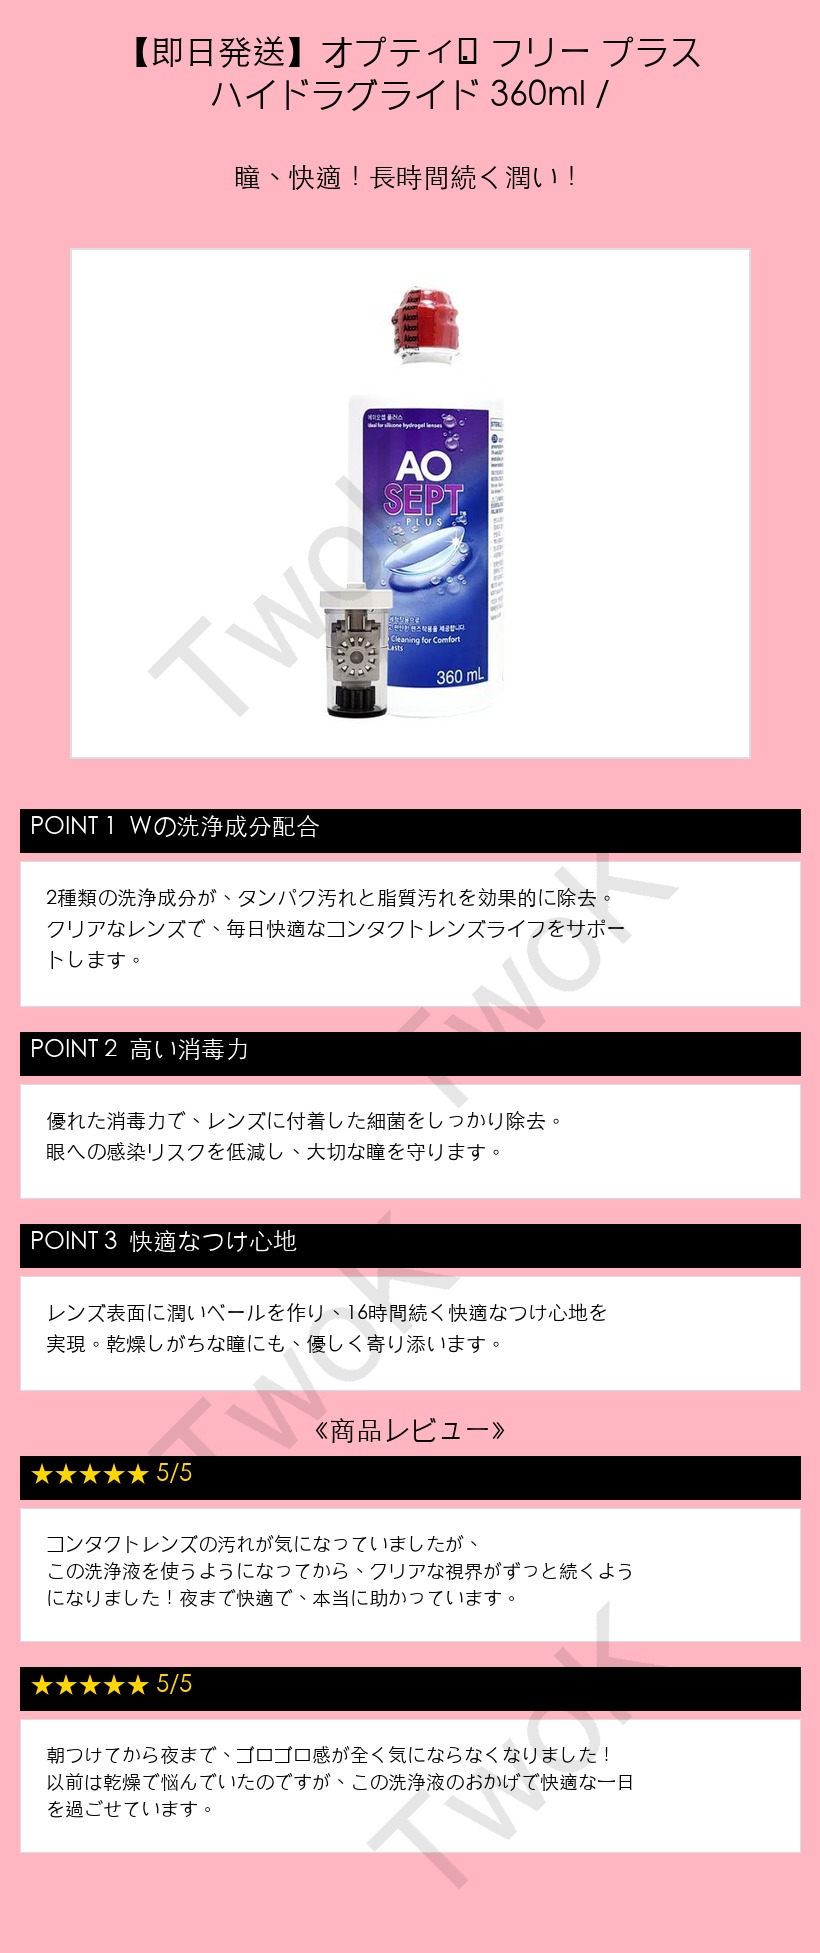 【即日発送】オプティ フリー プラス
ハイドラグライド 360ml /
瞳、快適！長時間続く潤い！
Alcon
Alcon
Alcon
Alcon
에이오셉 플러스
Ideal for silicone hydrogel lenses
AO
SEPT
PLUS
Cleaning for Comfort
Lasts
360 mL
TwoK
POINT 1 Wの洗浄成分配合
2種類の洗浄成分が、タンパク汚れと脂質汚れを効果的に除去。
クリアなレンズで、毎日快適なコンタクトレンズライフをサポー
トします。
TwoK
POINT 2 高い消毒力
優れた消毒力で、レンズに付着した細菌をしっかり除去。
眼への感染リスクを低減し、大切な瞳を守ります。
POINT 3 快適なつけ心地
レンズ表面に潤いベールを作り、16時間続く快適なつけ心地を
実現。乾燥しがちな瞳にも、優しく寄り添います。
TwoK
《商品レビュー》
★★★★★ 5/5
コンタクトレンズの汚れが気になっていましたが、
この洗浄液を使うようになってから、クリアな視界がずっと続くよう
になりました！夜まで快適で、本当に助かっています。
★★★★★ 5/5
朝つけてから夜まで、ゴロゴロ感が全く気にならなくなりました！
以前は乾燥で悩んでいたのですが、この洗浄液のおかげで快適な一日
を過ごせています。
TwoK